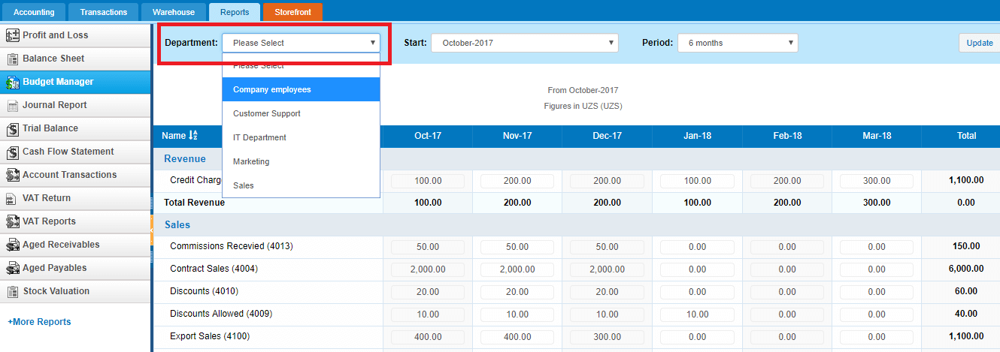 Accounting Transactions Warehouse Reports Storefront
Profit and Loss
Balance Sheet
Budget Manager
Journal Report
Trial Balance
Cash Flow Statement
Account Transactions
VAT Return
VAT Reports
Aged Receivables
Aged Payables
Stock Valuation
+More Reports
Department: Please Select Start: October-2017 Period: 6 months Update
Please Select
Company employees
Customer Support
IT Department
Marketing
Sales
From October-2017
Figures in UZS (UZS)
Name Oct-17 Nov-17 Dec-17 Jan-18 Feb-18 Mar-18 Total
Revenue
Credit 100.00 200.00 200.00 100.00 200.00 300.00 1,100.00
Total Revenue 100.00 200.00 200.00 100.00 200.00 300.00 0.00
Sales
Commissions Recevied (4013) 50.00 50.00 50.00 0.00 0.00 0.00 150.00
Contract Sales (4004) 2,000.00 2,000.00 2,000.00 0.00 0.00 0.00 6,000.00
Discounts (4010) 20.00 20.00 20.00 0.00 0.00 0.00 60.00
Discounts Allowed (4009) 10.00 10.00 10.00 10.00 0.00 0.00 40.00
Export Sales (4100) 400.00 400.00 300.00 0.00 0.00 0.00 1,100.00